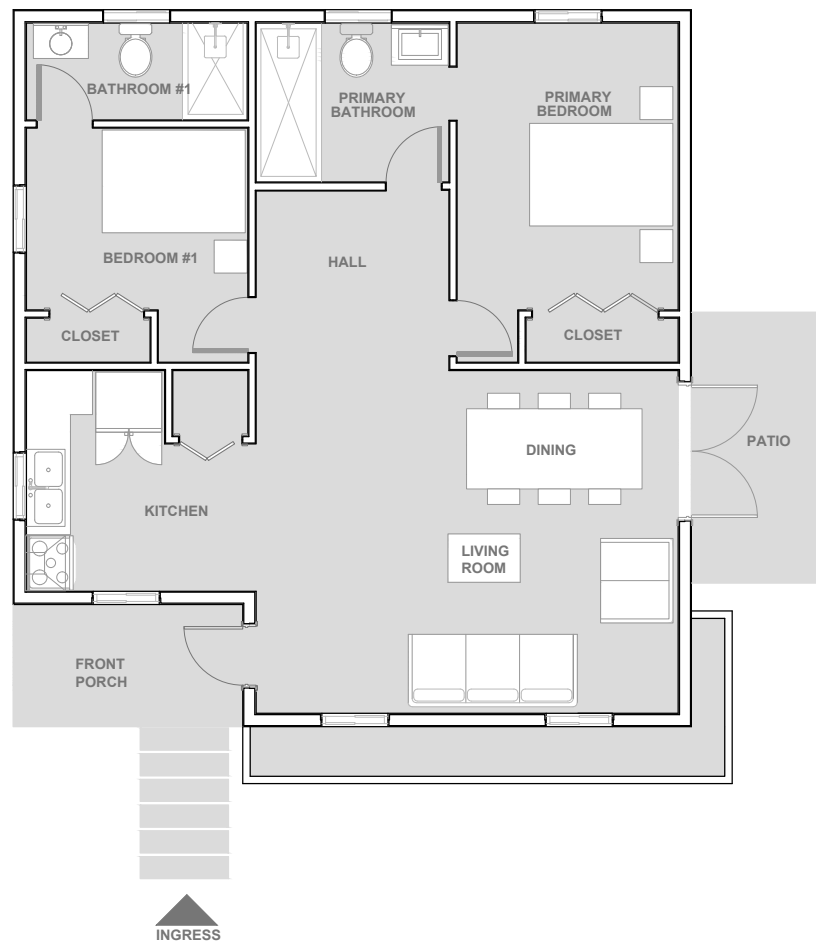 BATHROOM #1
PRIMARY
BATHROOM
PRIMARY
BEDROOM
BEDROOM #1
HALL
CLOSET
CLOSET
DINING
PATIO
KITCHEN
LIVING
ROOM
FRONT
PORCH
INGRESS